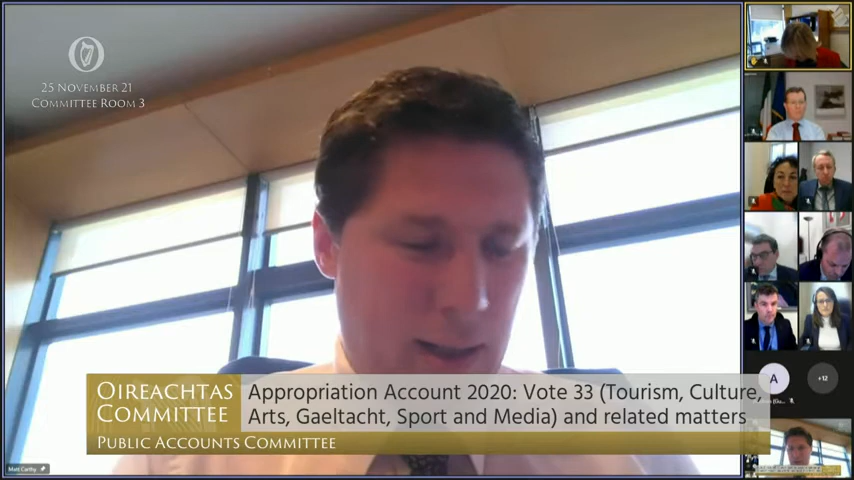 25 November 21
Committee Room 3
Oireachtas
Committee
Appropriation Account 2020: Vote 33 (Tourism, Culture,
Arts, Gaeltacht, Sport and Media) and related matters
Public Accounts Committee
Matt Carthy
A
+12